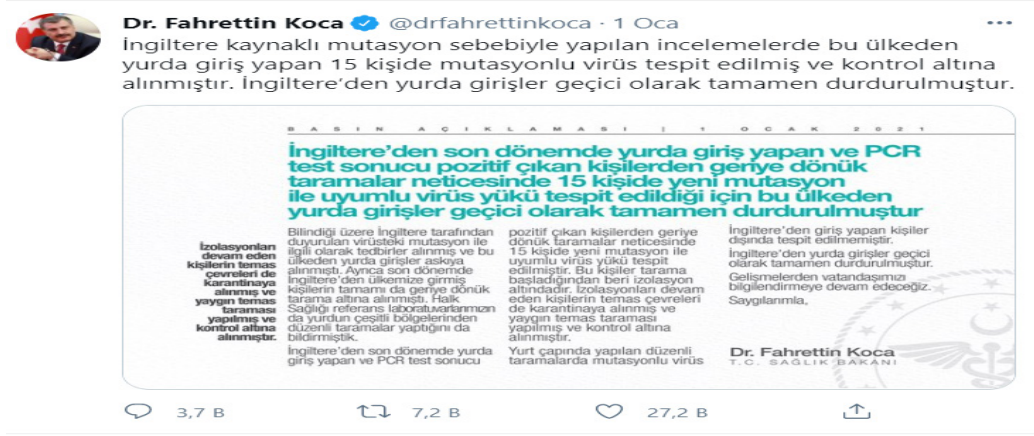 Dr. Fahrettin Koca @drfahrettinkoca · 1 Oca
İngiltere kaynaklı mutasyon sebebiyle yapılan incelemelerde bu ülkeden
yurda giriş yapan 15 kişide mutasyonlu virüs tespit edilmiş ve kontrol altına
alınmıştır. İngiltere'den yurda girişler geçici olarak tamamen durdurulmuştur.
BASIN AÇIKLAMASI | 1 OCAK 2021
İngiltere'den son dönemde yurda giriş yapan ve PCR
test sonucu pozitif çıkan kişilerden geriye dönük
taramalar neticesinde 15 kişide yeni mutasyon
ile uyumlu virüs yükü tespit edildiği için bu ülkeden
yurda girişler geçici olarak tamamen durdurulmuştur
İzolasyonları
devam eden
kişilerin temas
çevreleri de
karantinaya
alınmış ve
yaygın temas
taraması
yapılmış ve
kontrol altına
alınmıştır.
Bilindiği üzere İngiltere tarafından
duyurulan virüsteki mutasyon ile
ilgili olarak tedbirler alınmış ve bu
ülkeden yurda girişler askıya
alınmıştı. Ayrıca son dönemde
İngiltere'den ülkemize girmiş
kişilerin tamamı da geriye dönük
tarama altına alınmıştı. Halk
Sağlığı referans laboratuvarlarımızın
da yurdun çeşitli bölgelerinden
düzenli taramalar yaptığını da
bildirmiştik.
İngiltere'den son dönemde yurda
giriş yapan ve PCR test sonucu
pozitif çıkan kişilerden geriye
dönük taramalar neticesinde
15 kişide yeni mutasyon ile
uyumlu virüs yükü tespit
edilmiştir. Bu kişiler tarama
başladığından beri izolasyon
altındadır. İzolasyonları devam
eden kişilerin temas çevreleri
de karantinaya alınmış ve
yaygın temas taraması
yapılmış ve kontrol altına
alınmıştır.
Yurt çapında yapılan düzenli
taramalarda mutasyonlu virüs
İngiltere'den giriş yapan kişiler
dışında tespit edilmemiştir.
İngiltere'den yurda girişler geçici
olarak tamamen durdurulmuştur.
Gelişmelerden vatandaşımızı
bilgilendirmeye devam edeceğiz.
Saygılarımla,
Dr. Fahrettin Koca
T.C. SAĞLIK BAKANI
3,7 B 7,2 B 27,2 B